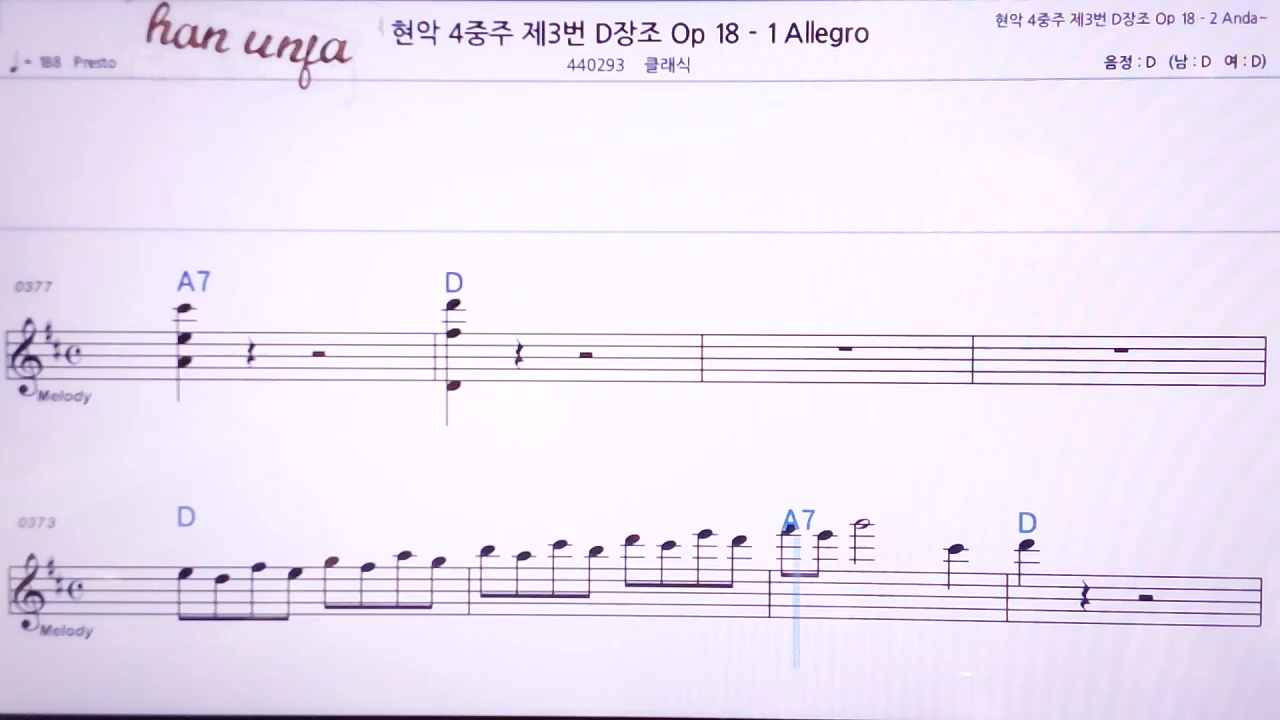 han unfa
현악 4중주 제3번 D장조 Op 18 - 1 Allegro
현악 4중주 제3번 D장조 Op 18 - 2 Anda~
♩= 188 Presto
440293 클래식
음정 : D (남 : D 여 : D)
A7 D
0377
Melody
D A7 D
0373
Melody